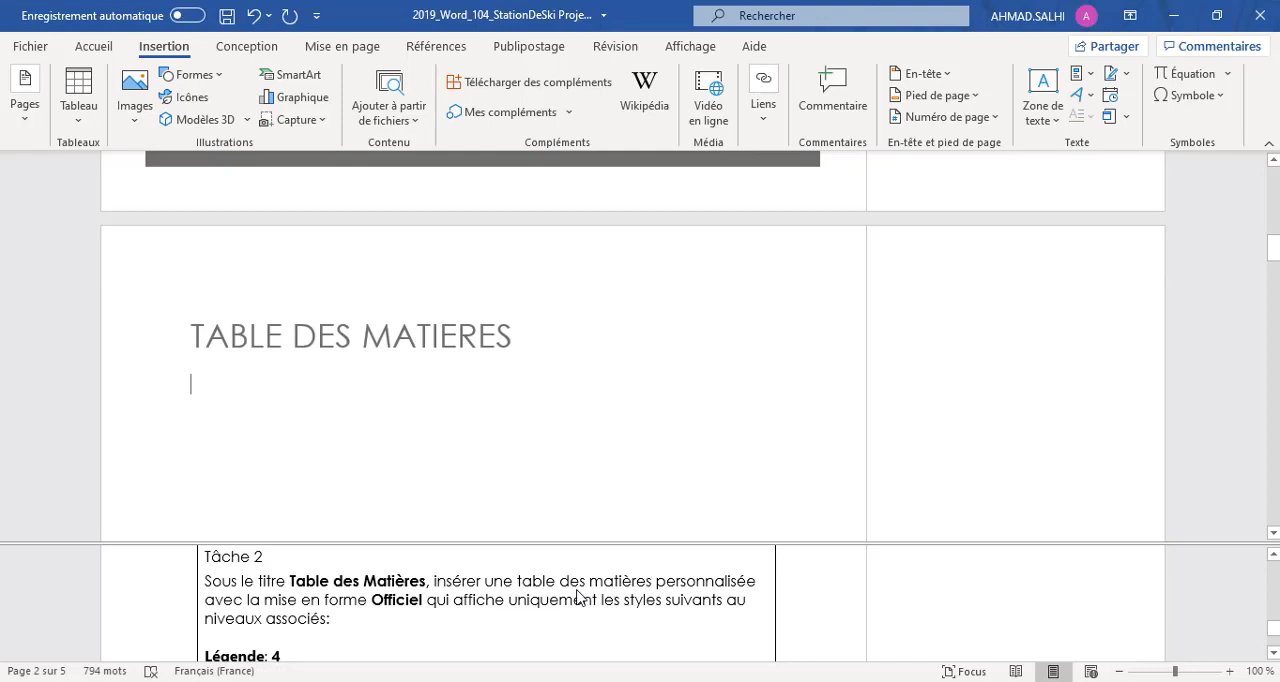 Enregistrement automatique
2019_Word_104_StationDeSki Proje...
Rechercher
AHMAD.SALHI
A
Fichier
Accueil
Insertion
Conception
Mise en page
Références
Publipostage
Révision
Affichage
Aide
Partager
Commentaires
Pages
Tableau
Images
Formes
Icônes
Modèles 3D
SmartArt
Graphique
Capture
Ajouter à partir
de fichiers
Télécharger des compléments
Mes compléments
W
Wikipédia
Vidéo
en ligne
Liens
Commentaire
En-tête
Pied de page
Numéro de page
A
Zone de
texte
Équation
Symbole
Tableaux
Illustrations
Contenu
Compléments
Média
Commentaires
En-tête et pied de page
Texte
Symboles
TABLE DES MATIERES
Tâche 2
Sous le titre Table des Matières, insérer une table des matières personnalisée
avec la mise en forme Officiel qui affiche uniquement les styles suivants au
niveaux associés:
Légende: 4
Page 2 sur 5
794 mots
Français (France)
Focus
100 %